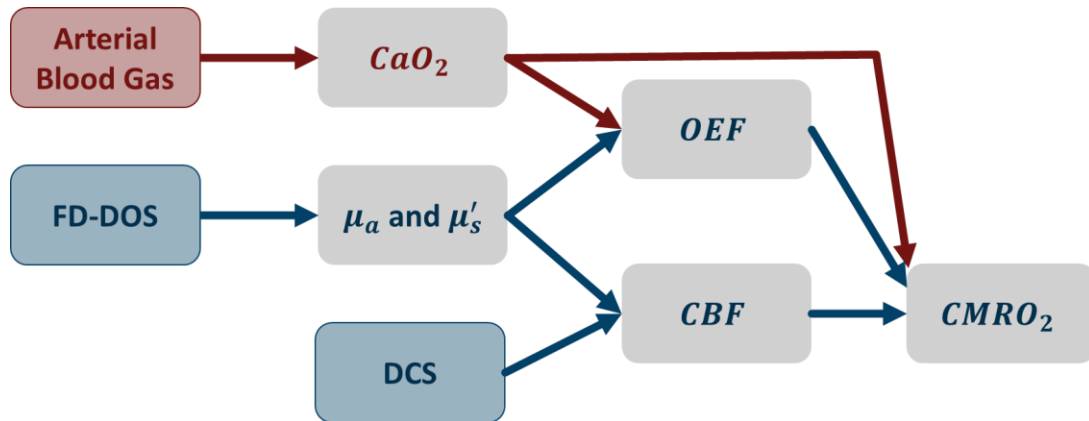 Arterial
Blood Gas
CaO₂
OEF
FD-DOS
μₐ and μ′ₛ
CBF
CMRO₂
DCS